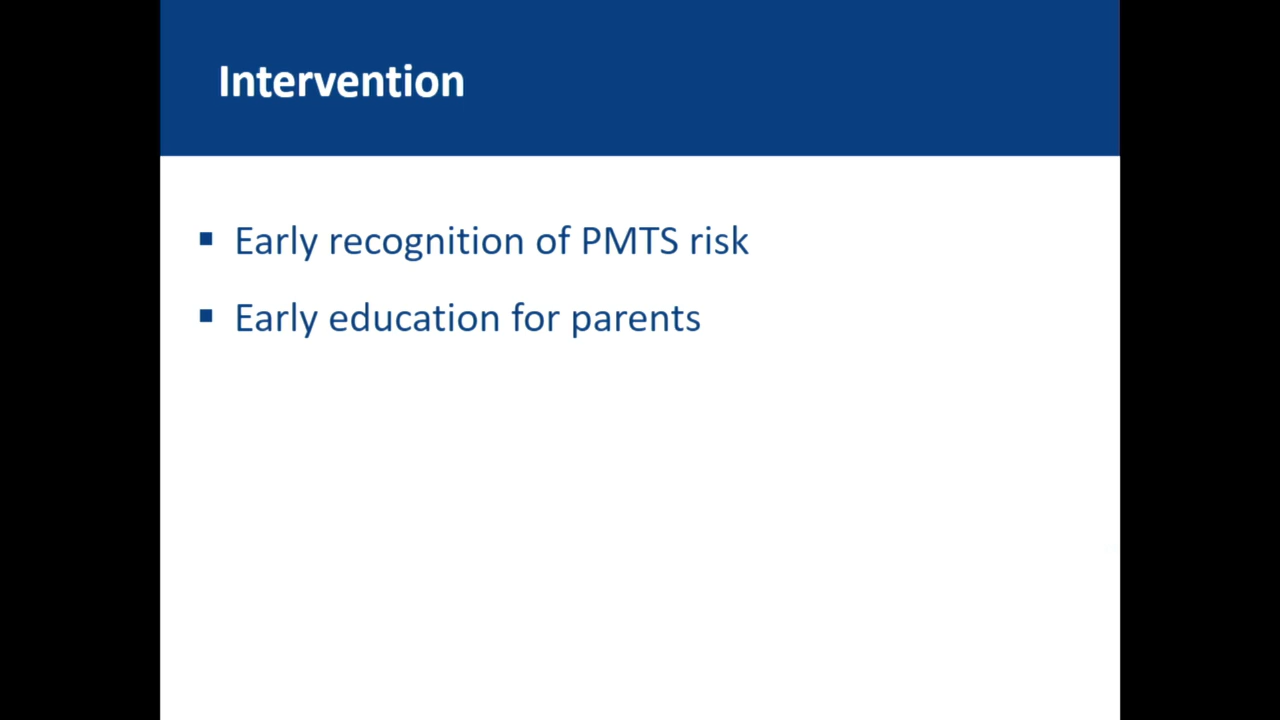 Intervention
▪ Early recognition of PMTS risk
▪ Early education for parents